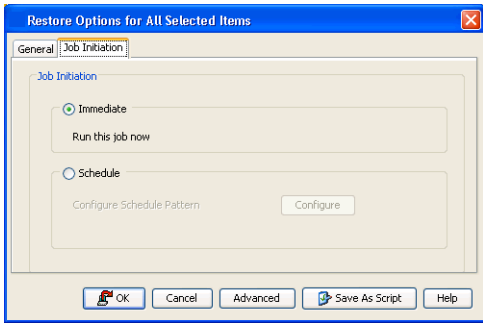 Restore Options for All Selected Items
General Job Initiation
Job Initiation
Immediate
Run this job now
Schedule
Configure Schedule Pattern Configure
OK Cancel Advanced Save As Script Help